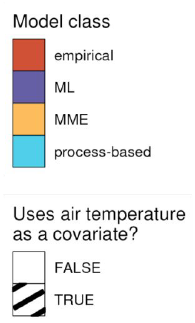 Model class
empirical
ML
MME
process-based
Uses air temperature
as a covariate?
FALSE
TRUE